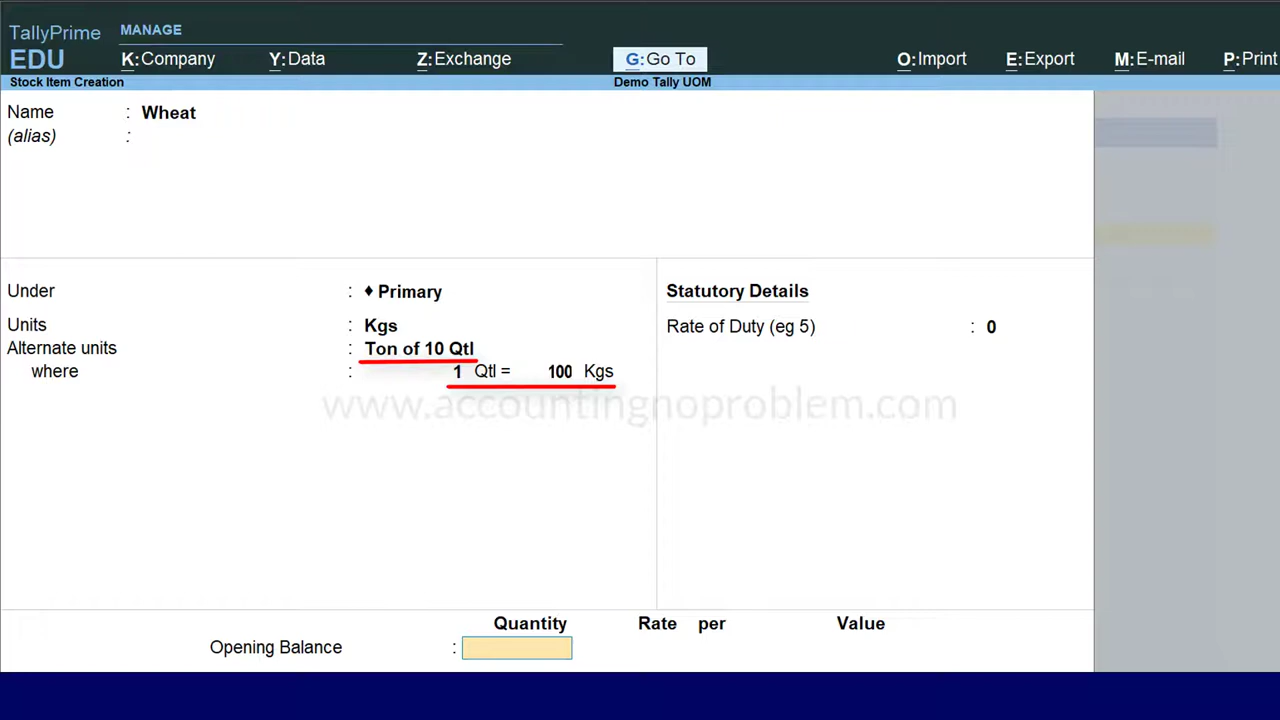 TallyPrime MANAGE
EDU K:Company Y:Data Z:Exchange G:Go To O:Import E:Export M:E-mail P:Print
Stock Item Creation Demo Tally UOM
Name : Wheat
(alias) :
Under : ♦ Primary
Units : Kgs
Alternate units : Ton of 10 Qtl
where : 1 Qtl = 100 Kgs
Statutory Details
Rate of Duty (eg 5) : 0
www.accountingnoproblem.com
Quantity Rate per Value
Opening Balance :